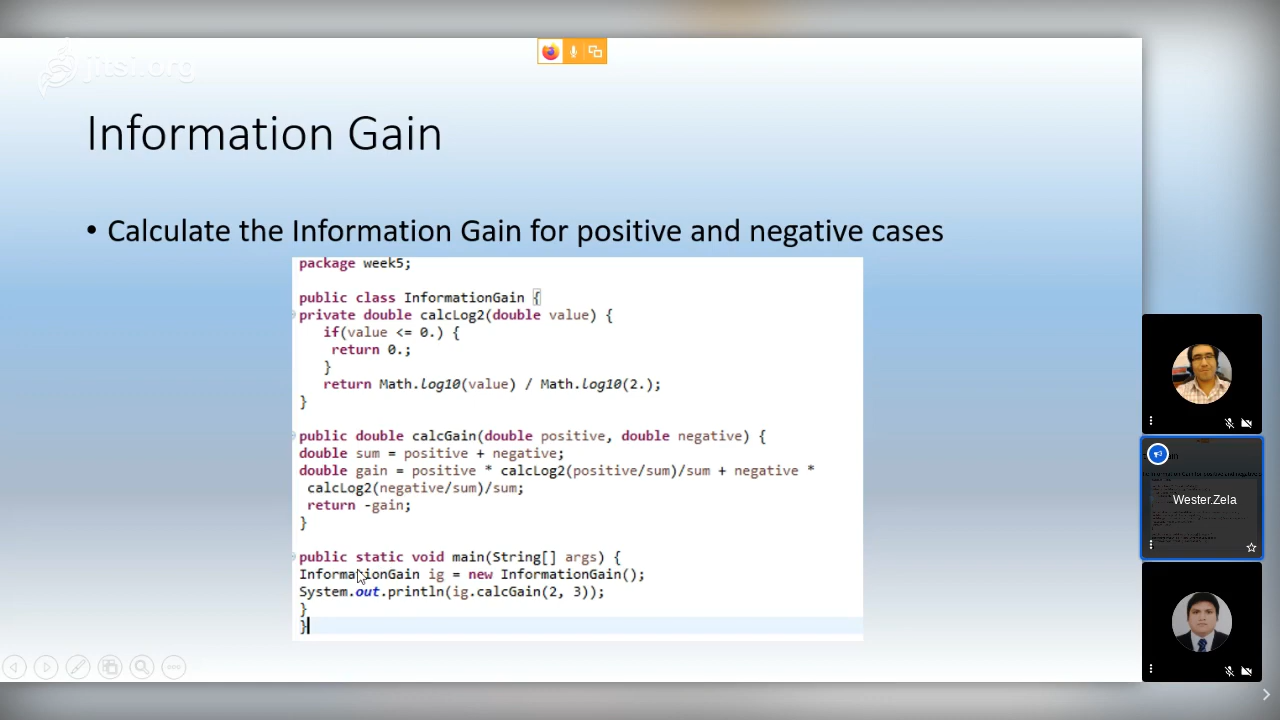 jitsi.org
Information Gain
• Calculate the Information Gain for positive and negative cases
package week5;
public class InformationGain {
private double calcLog2(double value) {
if(value <= 0.) {
return 0.;
}
return Math.log10(value) / Math.log10(2.);
}
public double calcGain(double positive, double negative) {
double sum = positive + negative;
double gain = positive * calcLog2(positive/sum)/sum + negative *
calcLog2(negative/sum)/sum;
return -gain;
}
public static void main(String[] args) {
InformationGain ig = new InformationGain();
System.out.println(ig.calcGain(2, 3));
}
}
Wester.Zela